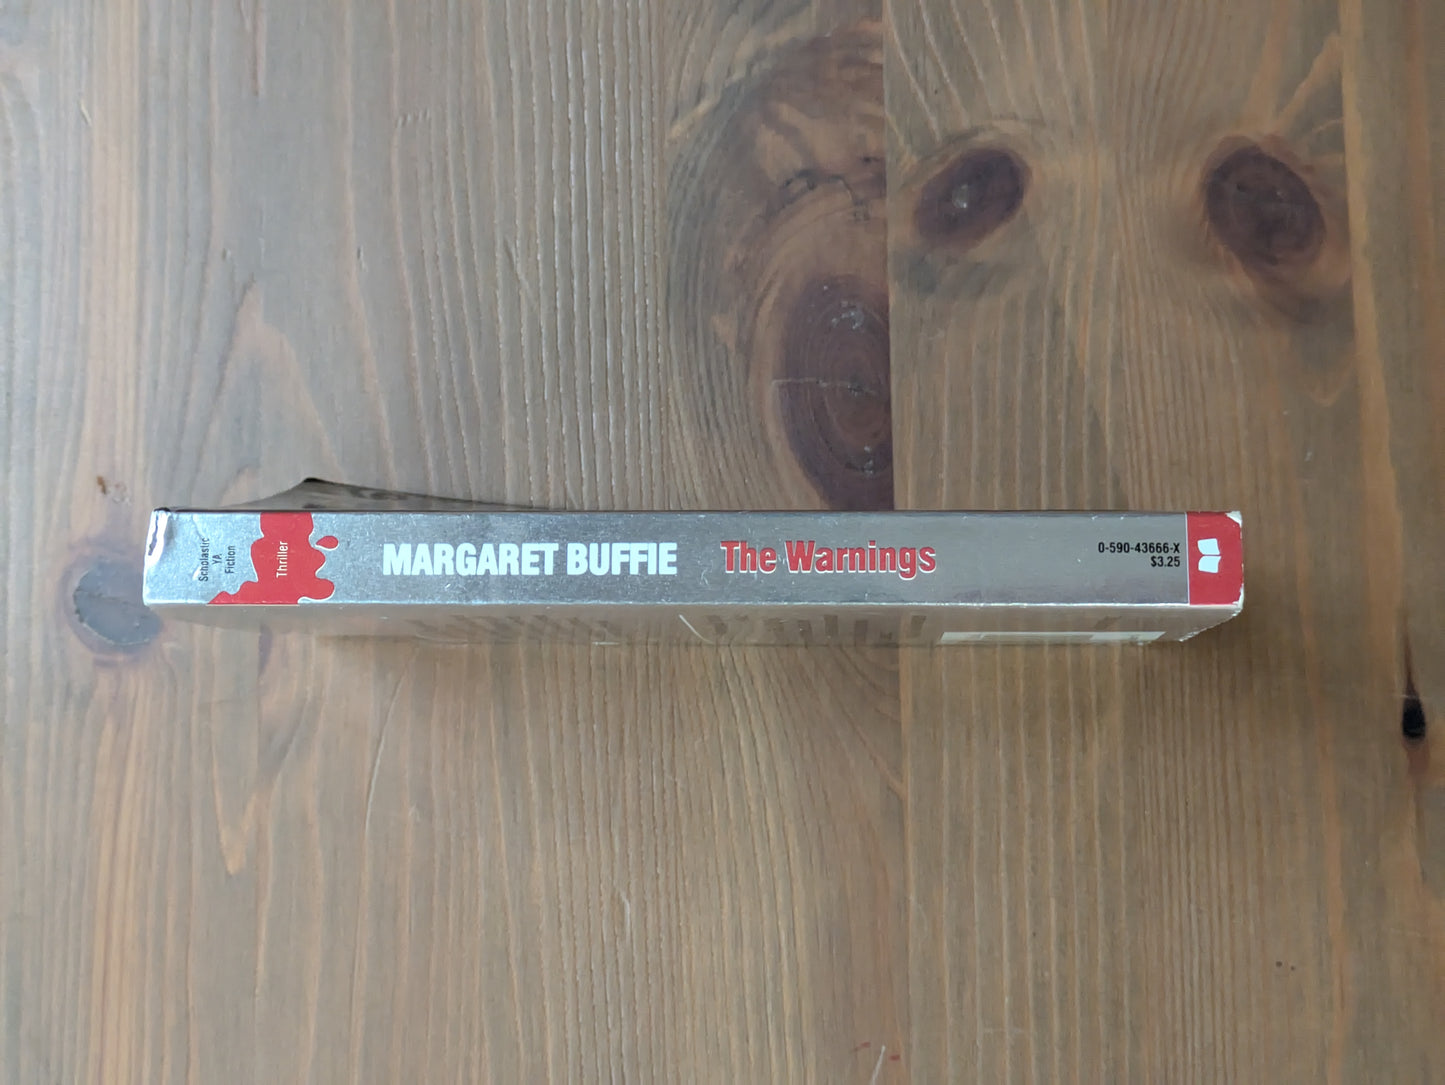 Scholastic
YA
Fiction
Thriller
MARGARET BUFFIE The Warnings
0-590-43666-X
$3.25